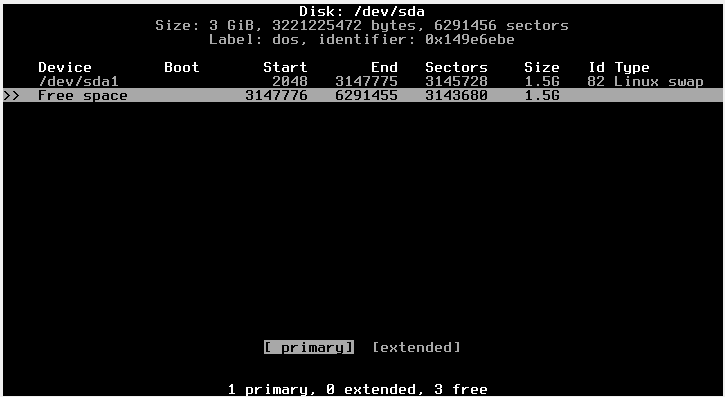 Disk: /dev/sda
Size: 3 GiB, 3221225472 bytes, 6291456 sectors
Label: dos, identifier: 0x149e6ebe
Device Boot Start End Sectors Size Id Type
/dev/sda1 2048 3147775 3145728 1.5G 82 Linux swap
>> Free space 3147776 6291455 3143680 1.5G
[ primary] [extended]
1 primary, 0 extended, 3 free